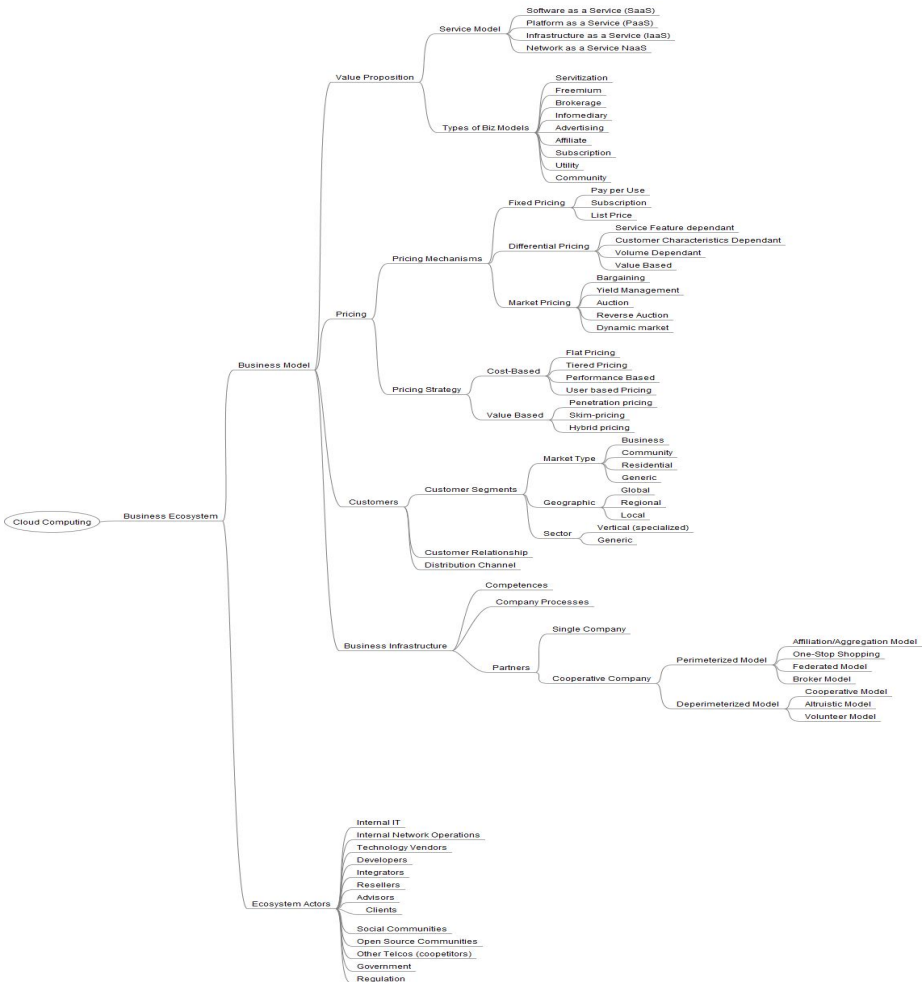 Software as a Service (SaaS)
Platform as a Service (PaaS)
Service Model
Infrastructure as a Service (IaaS)
Network as a Service NaaS
Value Proposition
Servitization
Freemium
Brokerage
Infomediary
Types of Biz Models
Advertising
Affiliate
Subscription
Utility
Community
Pay per Use
Fixed Pricing
Subscription
List Price
Service Feature dependant
Customer Characteristics Dependant
Differential Pricing
Volume Dependant
Value Based
Pricing Mechanisms
Bargaining
Yield Management
Market Pricing
Auction
Reverse Auction
Dynamic market
Pricing
Flat Pricing
Tiered Pricing
Cost-Based
Performance Based
User based Pricing
Pricing Strategy
Penetration pricing
Value Based
Skim-pricing
Hybrid pricing
Business Model
Business
Community
Market Type
Residential
Generic
Customer Segments
Global
Geographic
Regional
Local
Customers
Vertical (specialized)
Sector
Generic
Cloud Computing
Business Ecosystem
Customer Relationship
Distribution Channel
Competences
Company Processes
Business Infrastructure
Single Company
Partners
Cooperative Company
Affiliation/Aggregation Model
One-Stop Shopping
Perimeterized Model
Federated Model
Broker Model
Cooperative Model
Deperimeterized Model
Altruistic Model
Volunteer Model
Internal IT
Internal Network Operations
Technology Vendors
Developers
Integrators
Resellers
Advisors
Ecosystem Actors
Clients
Social Communities
Open Source Communities
Other Telcos (coopetitors)
Government
Regulation